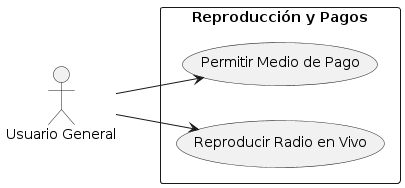 Reproducción y Pagos
Permitir Medio de Pago
Usuario General
Reproducir Radio en Vivo